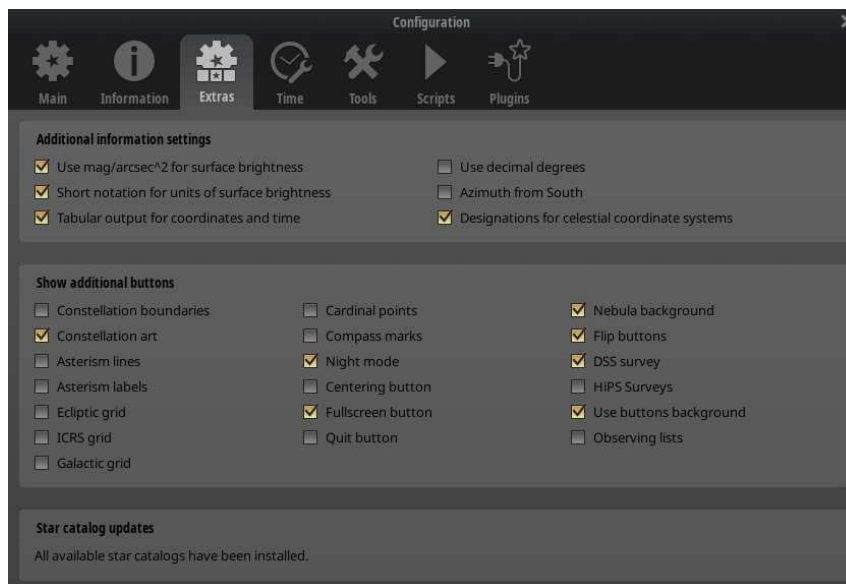 Configuration
Main Information Extras Time Tools Scripts Plugins
Additional information settings
Use mag/arcsec^2 for surface brightness Use decimal degrees
Short notation for units of surface brightness Azimuth from South
Tabular output for coordinates and time Designations for celestial coordinate systems
Show additional buttons
Constellation boundaries Cardinal points Nebula background
Constellation art Compass marks Flip buttons
Asterism lines Night mode DSS survey
Asterism labels Centering button HiPS Surveys
Ecliptic grid Fullscreen button Use buttons background
ICRS grid Quit button Observing lists
Galactic grid
Star catalog updates
All available star catalogs have been installed.